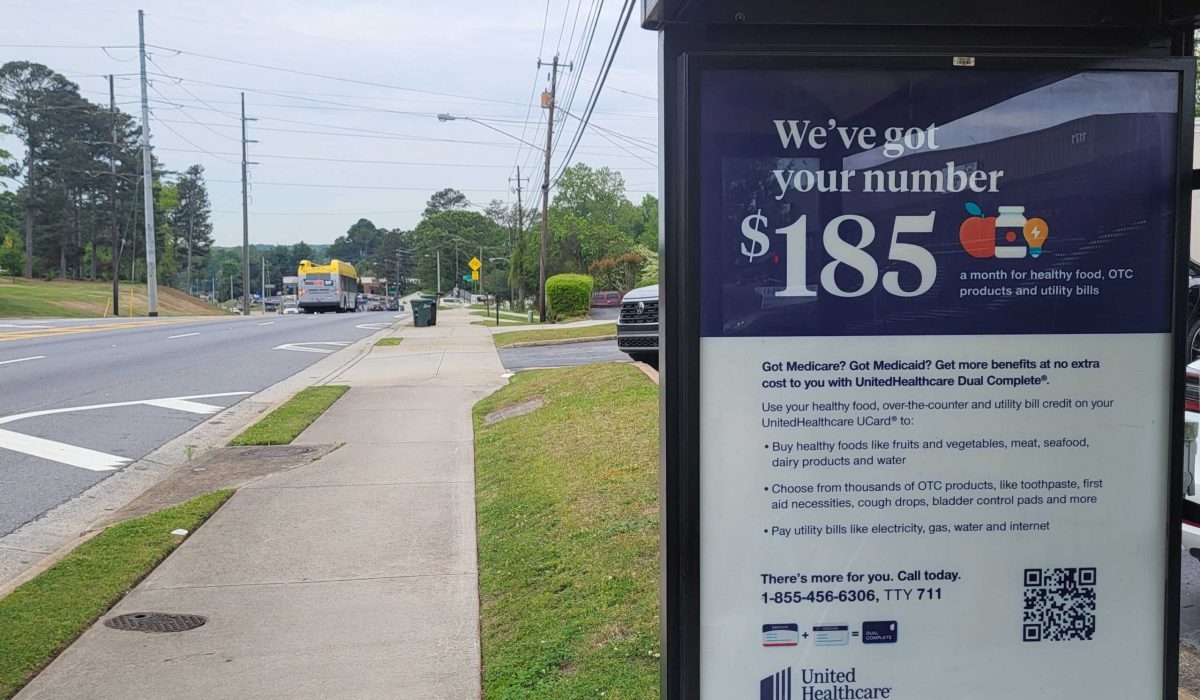 We've got
your number
$185
a month for healthy food, OTC
products and utility bills
Got Medicare? Got Medicaid? Get more benefits at no extra
cost to you with UnitedHealthcare Dual Complete®.
Use your healthy food, over-the-counter and utility bill credit on your
UnitedHealthcare UCard® to:
• Buy healthy foods like fruits and vegetables, meat, seafood,
dairy products and water
• Choose from thousands of OTC products, like toothpaste, first
aid necessities, cough drops, bladder control pads and more
• Pay utility bills like electricity, gas, water and internet
There's more for you. Call today.
1-855-456-6306, TTY 711
+ = DUAL
COMPLETE
United
Healthcare®